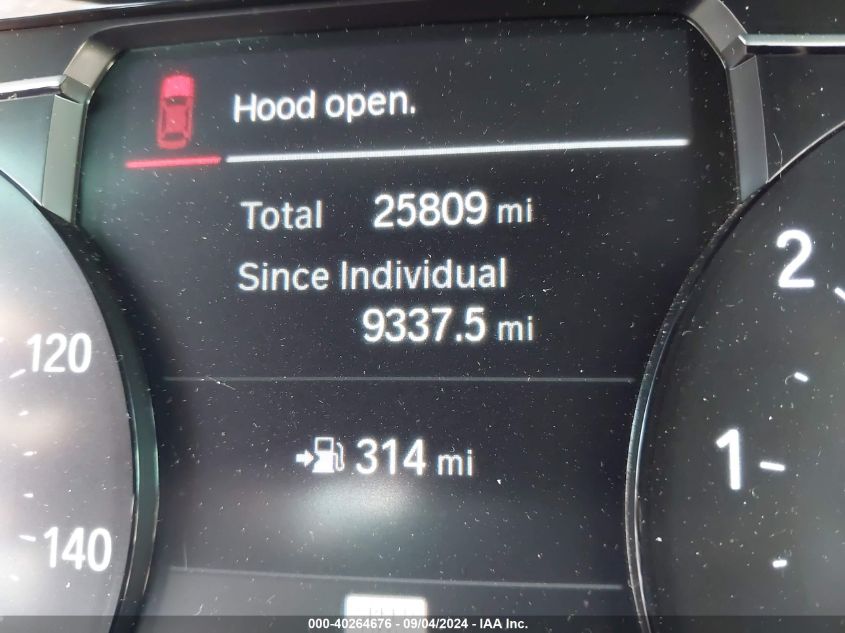 Hood open.
Total 25809 mi
Since Individual
9337.5 mi
314 mi
120
140
2
1
000-40264676 - 09/04/2024 - IAA Inc.